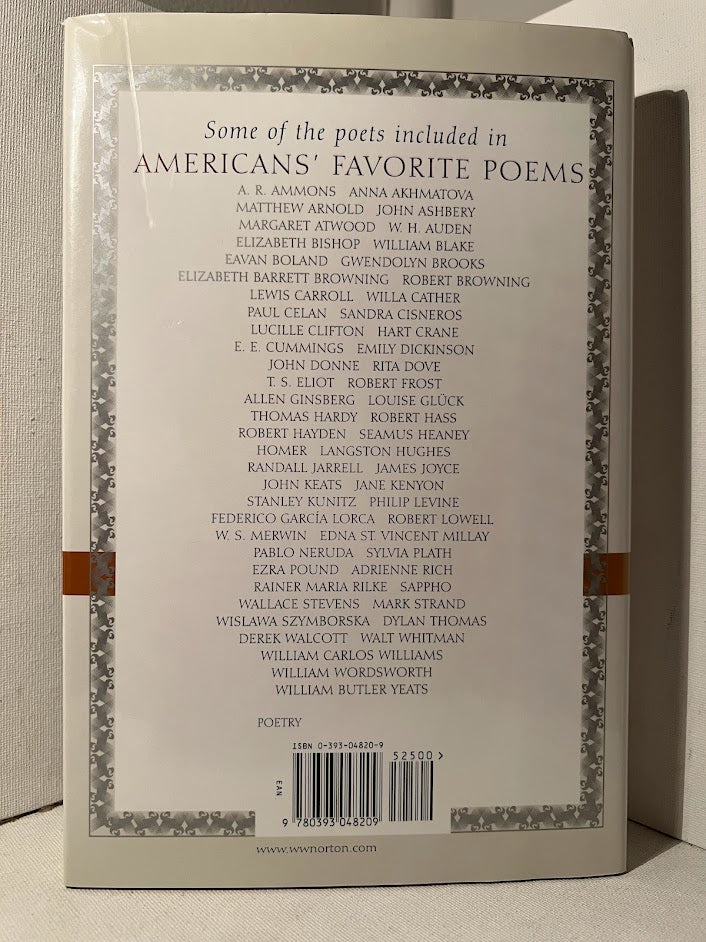 Some of the poets included in
AMERICANS' FAVORITE POEMS
A. R. AMMONS ANNA AKHMATOVA
MATTHEW ARNOLD JOHN ASHBERY
MARGARET ATWOOD W. H. AUDEN
ELIZABETH BISHOP WILLIAM BLAKE
EAVAN BOLAND GWENDOLYN BROOKS
ELIZABETH BARRETT BROWNING ROBERT BROWNING
LEWIS CARROLL WILLA CATHER
PAUL CELAN SANDRA CISNEROS
LUCILLE CLIFTON HART CRANE
E. E. CUMMINGS EMILY DICKINSON
JOHN DONNE RITA DOVE
T. S. ELIOT ROBERT FROST
ALLEN GINSBERG LOUISE GLÜCK
THOMAS HARDY ROBERT HASS
ROBERT HAYDEN SEAMUS HEANEY
HOMER LANGSTON HUGHES
RANDALL JARRELL JAMES JOYCE
JOHN KEATS JANE KENYON
STANLEY KUNITZ PHILIP LEVINE
FEDERICO GARCÍA LORCA ROBERT LOWELL
W. S. MERWIN EDNA ST. VINCENT MILLAY
PABLO NERUDA SYLVIA PLATH
EZRA POUND ADRIENNE RICH
RAINER MARIA RILKE SAPPHO
WALLACE STEVENS MARK STRAND
WISLAWA SZYMBORSKA DYLAN THOMAS
DEREK WALCOTT WALT WHITMAN
WILLIAM CARLOS WILLIAMS
WILLIAM WORDSWORTH
WILLIAM BUTLER YEATS
POETRY
ISBN 0-393-04820-9
52500 >
EAN
9 780393 048209
www.wwnorton.com